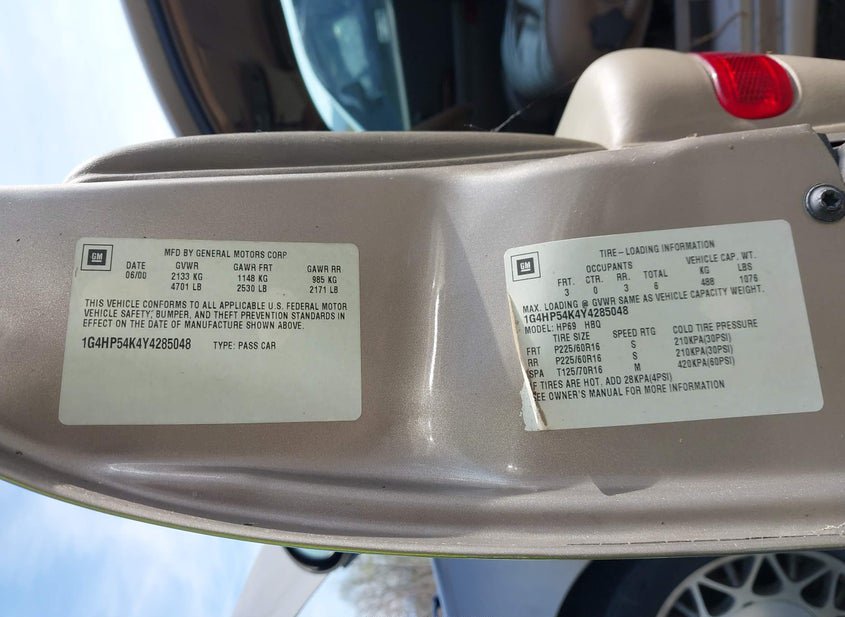 GM
MFD BY GENERAL MOTORS CORP
DATE GVWR GAWR FRT GAWR RR
06/00 2133 KG 1148 KG 985 KG
4701 LB 2530 LB 2171 LB
THIS VEHICLE CONFORMS TO ALL APPLICABLE U.S. FEDERAL MOTOR
VEHICLE SAFETY, BUMPER, AND THEFT PREVENTION STANDARDS IN
EFFECT ON THE DATE OF MANUFACTURE SHOWN ABOVE.
1G4HP54K4Y4285048 TYPE: PASS CAR
GM
TIRE-LOADING INFORMATION
OCCUPANTS VEHICLE CAP. WT.
FRT. CTR. RR. TOTAL KG LBS
3 0 3 6 488 1076
MAX. LOADING @ GVWR SAME AS VEHICLE CAPACITY WEIGHT.
1G4HP54K4Y4285048
MODEL: HP69 HBQ
TIRE SIZE SPEED RTG COLD TIRE PRESSURE
FRT P225/60R16 S 210KPA(30PSI)
RR P225/60R16 S 210KPA(30PSI)
SPA T125/70R16 M 420KPA(60PSI)
IF TIRES ARE HOT, ADD 28KPA(4PSI)
SEE OWNER'S MANUAL FOR MORE INFORMATION